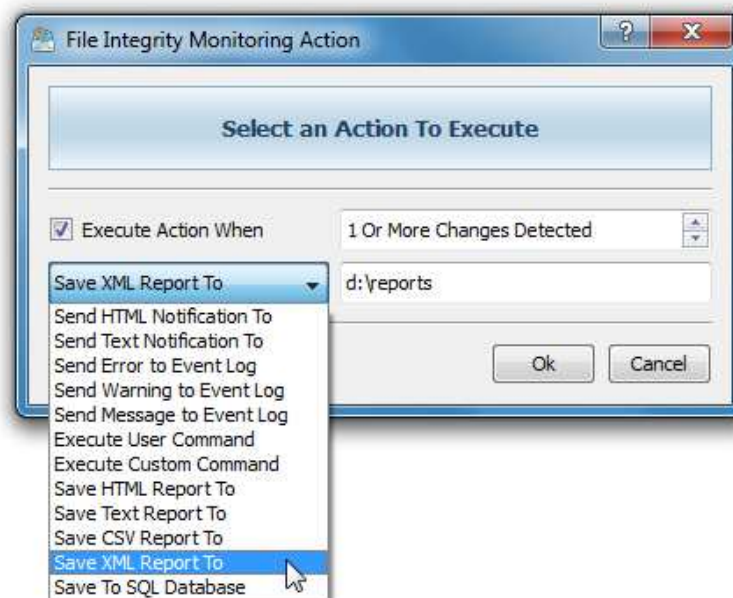 File Integrity Monitoring Action
Select an Action To Execute
Execute Action When 1 Or More Changes Detected
Save XML Report To d:\reports
Send HTML Notification To
Send Text Notification To
Send Error to Event Log
Send Warning to Event Log
Send Message to Event Log
Execute User Command
Execute Custom Command
Save HTML Report To
Save Text Report To
Save CSV Report To
Save XML Report To
Save To SQL Database
Ok Cancel